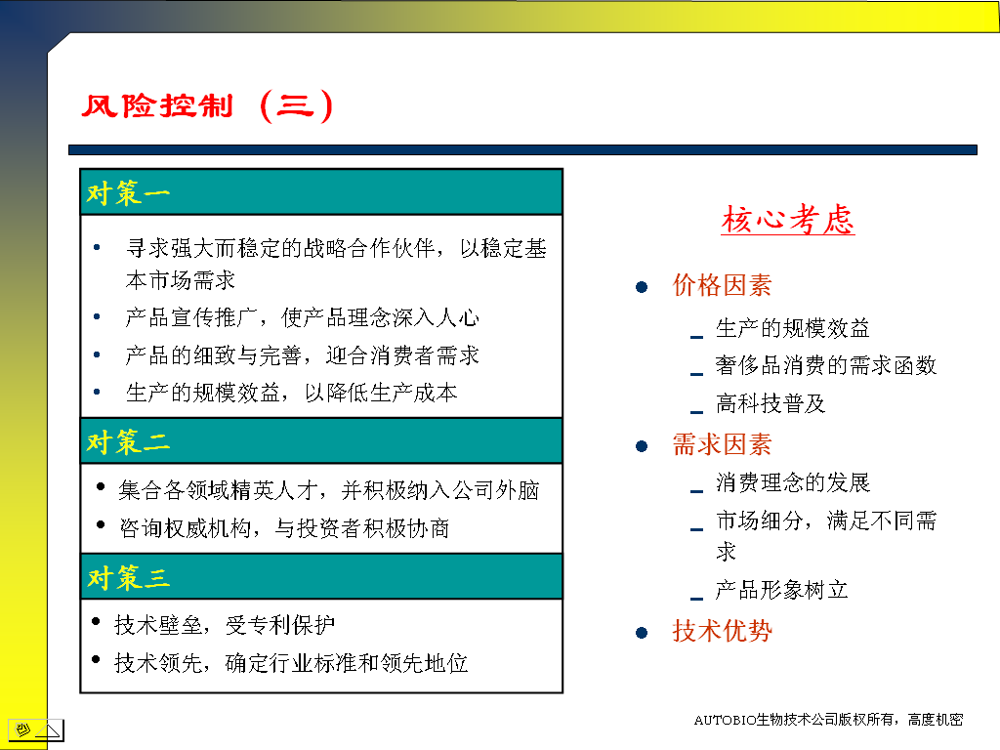 风险控制（三）
对策一
• 寻求强大而稳定的战略合作伙伴，以稳定基
本市场需求
• 产品宣传推广，使产品理念深入人心
• 产品的细致与完善，迎合消费者需求
• 生产的规模效益，以降低生产成本
对策二
• 集合各领域精英人才，并积极纳入公司外脑
• 咨询权威机构，与投资者积极协商
对策三
• 技术壁垒，受专利保护
• 技术领先，确定行业标准和领先地位
核心考虑
● 价格因素
– 生产的规模效益
– 奢侈品消费的需求函数
– 高科技普及
● 需求因素
– 消费理念的发展
– 市场细分，满足不同需
求
– 产品形象树立
● 技术优势
AUTOBIO生物技术公司版权所有，高度机密